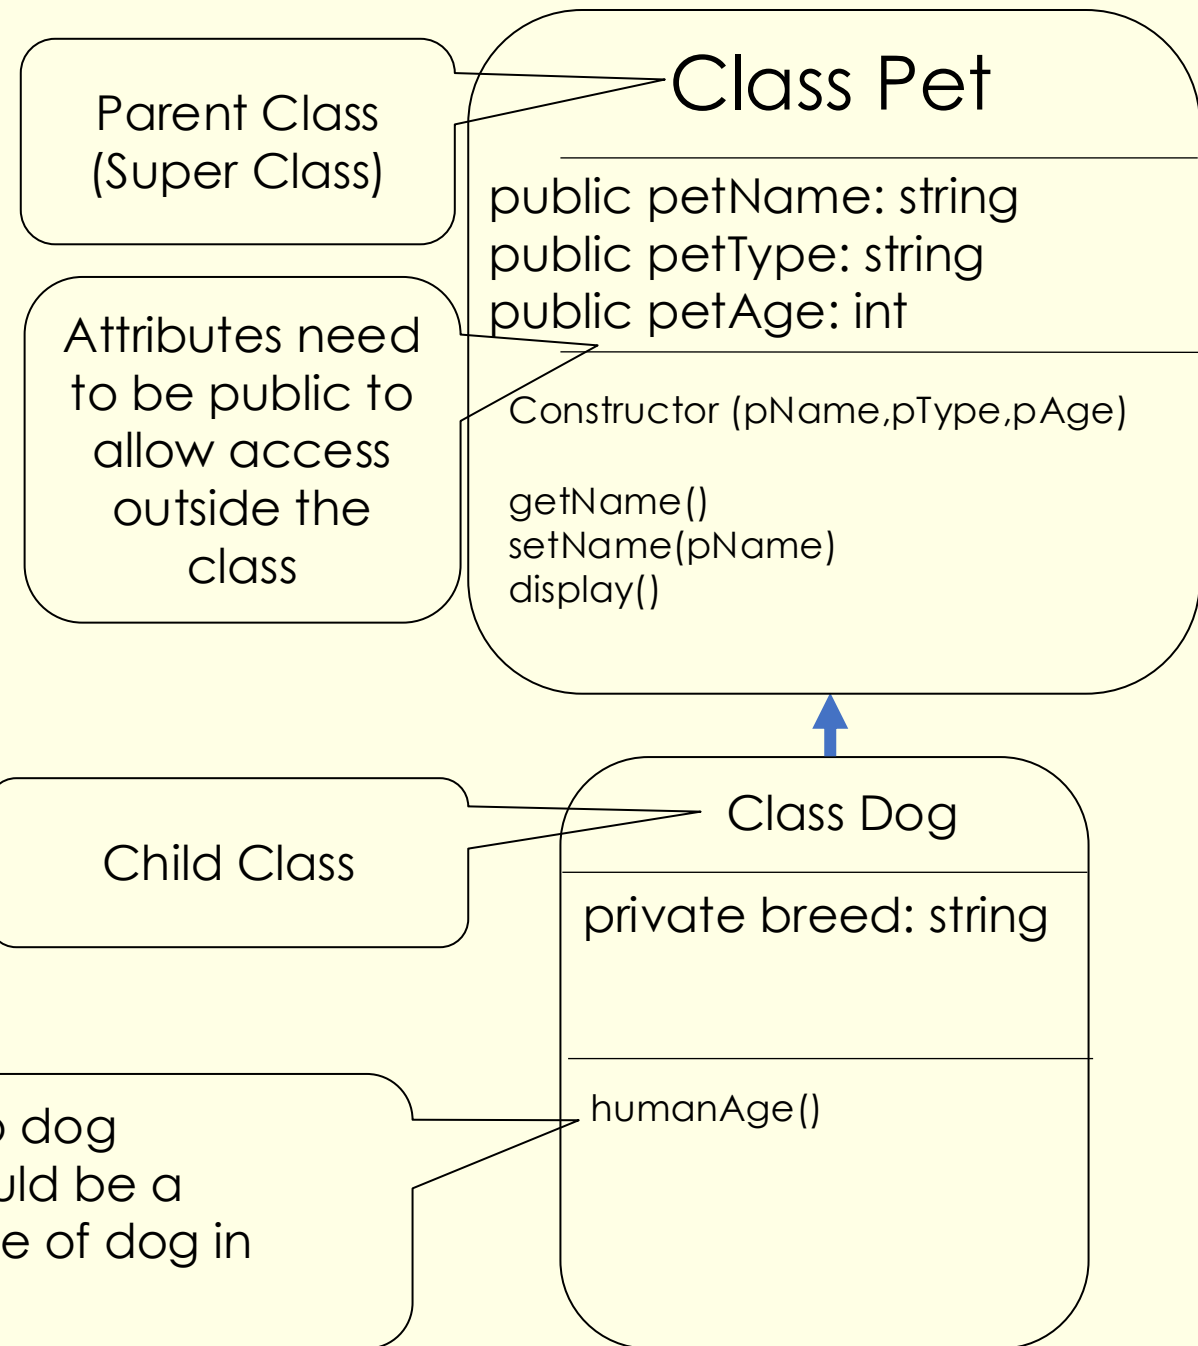 Parent Class
(Super Class)
Class Pet
public petName: string
public petType: string
public petAge: int
Attributes need
to be public to
allow access
outside the
class
Constructor (pName,pType,pAge)
getName()
setName(pName)
display()
Child Class
Class Dog
private breed: string
dog
be a
of dog in
humanAge()